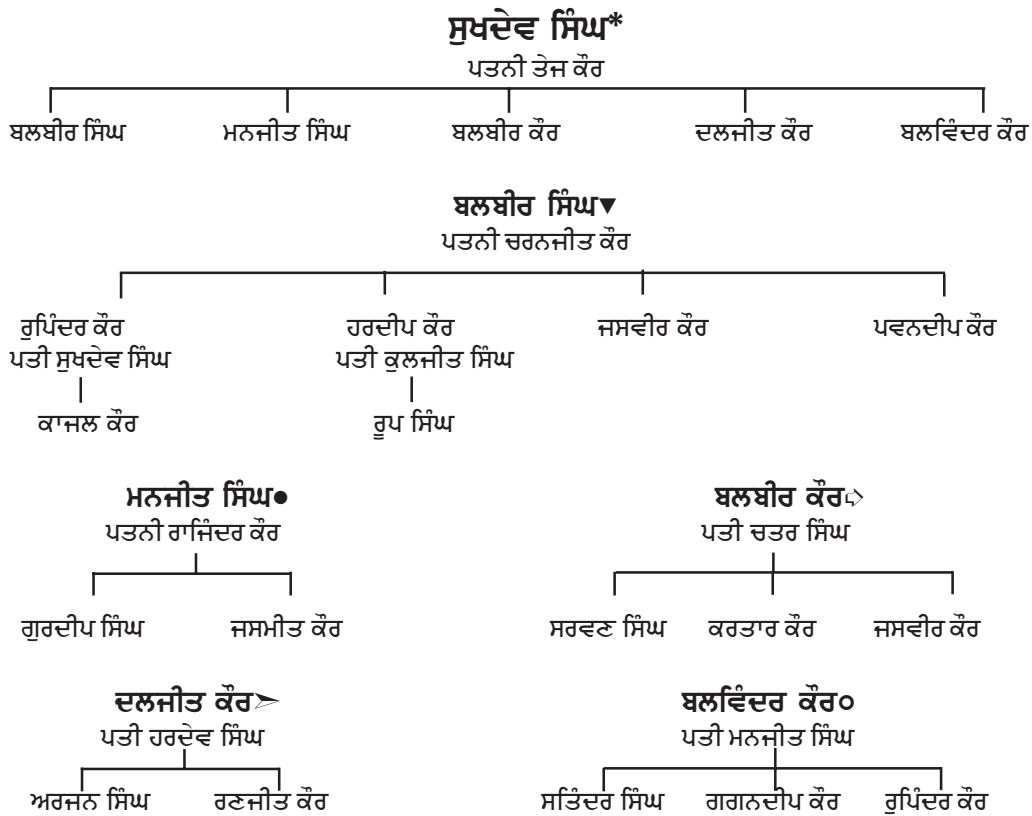 ਸੁਖਦੇਵ ਸਿੰਘ*
ਪਤਨੀ ਤੇਜ ਕੌਰ
ਬਲਬੀਰ ਸਿੰਘ ਮਨਜੀਤ ਸਿੰਘ ਬਲਬੀਰ ਕੌਰ ਦਲਜੀਤ ਕੌਰ ਬਲਵਿੰਦਰ ਕੌਰ
ਬਲਬੀਰ ਸਿੰਘ▼
ਪਤਨੀ ਚਰਨਜੀਤ ਕੌਰ
ਰੁਪਿੰਦਰ ਕੌਰ ਹਰਦੀਪ ਕੌਰ ਜਸਵੀਰ ਕੌਰ ਪਵਨਦੀਪ ਕੌਰ
ਪਤੀ ਸੁਖਦੇਵ ਸਿੰਘ ਪਤੀ ਕੁਲਜੀਤ ਸਿੰਘ
ਕਾਜਲ ਕੌਰ ਰੂਪ ਸਿੰਘ
ਮਨਜੀਤ ਸਿੰਘ● ਬਲਬੀਰ ਕੌਰ➪
ਪਤਨੀ ਰਾਜਿੰਦਰ ਕੌਰ ਪਤੀ ਚਤਰ ਸਿੰਘ
ਗੁਰਦੀਪ ਸਿੰਘ ਜਸਮੀਤ ਕੌਰ ਸਰਵਣ ਸਿੰਘ ਕਰਤਾਰ ਕੌਰ ਜਸਵੀਰ ਕੌਰ
ਦਲਜੀਤ ਕੌਰ➢ ਬਲਵਿੰਦਰ ਕੌਰ○
ਪਤੀ ਹਰਦੇਵ ਸਿੰਘ ਪਤੀ ਮਨਜੀਤ ਸਿੰਘ
ਅਰਜਨ ਸਿੰਘ ਰਣਜੀਤ ਕੌਰ ਸਤਿੰਦਰ ਸਿੰਘ ਗਗਨਦੀਪ ਕੌਰ ਰੁਪਿੰਦਰ ਕੌਰ